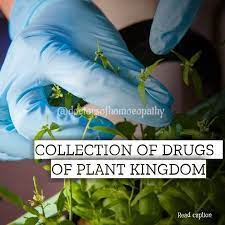 @doctorsofhomoeopathy
COLLECTION OF DRUGS
OF PLANT KINGDOM
Read caption